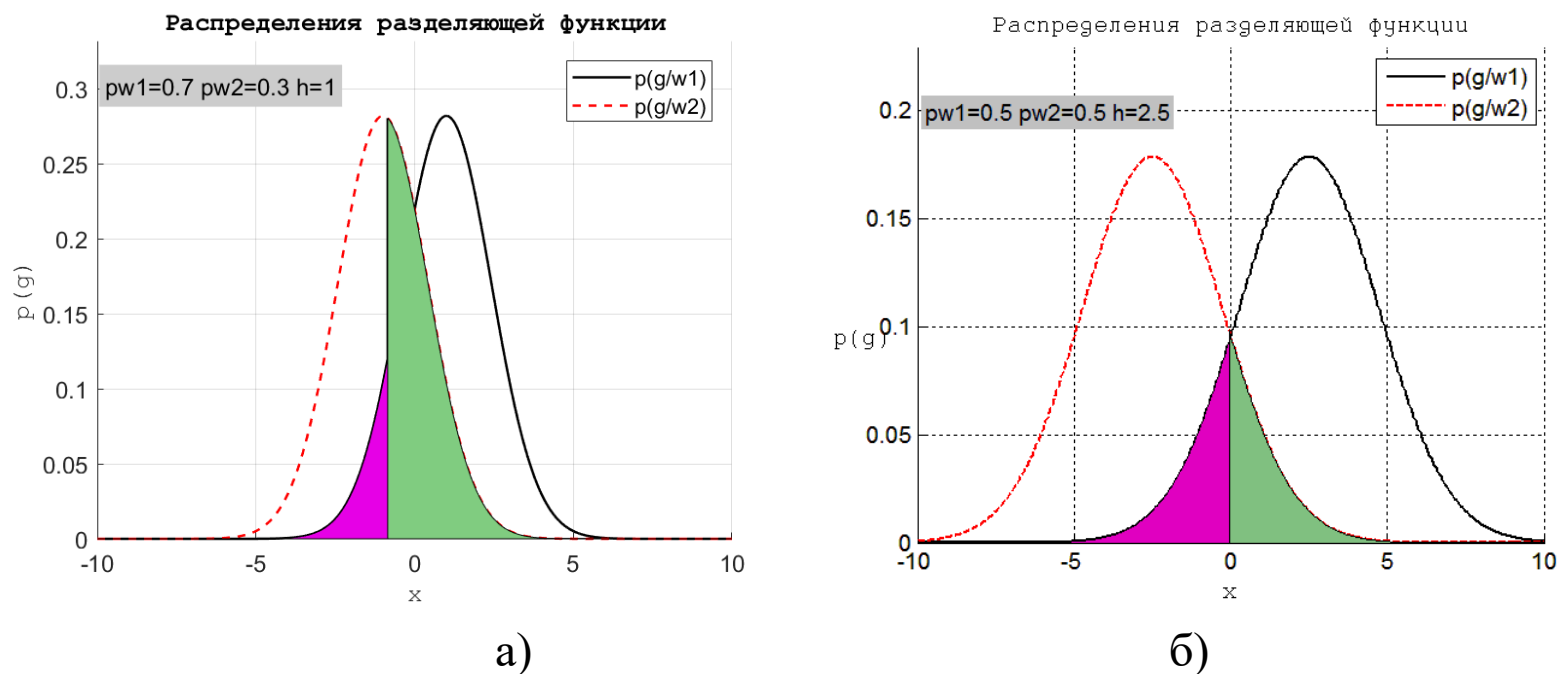 Распределения разделяющей функции
pw1=0.7 pw2=0.3 h=1
p(g/w1)
p(g/w2)
0.3
0.25
0.2
0.15
0.1
0.05
0
p(g)
-10
-5
0
5
10
x
а)
Распределения разделяющей функции
pw1=0.5 pw2=0.5 h=2.5
p(g/w1)
p(g/w2)
0.2
0.15
0.1
0.05
0
p(g)
-10
-5
0
5
10
x
б)